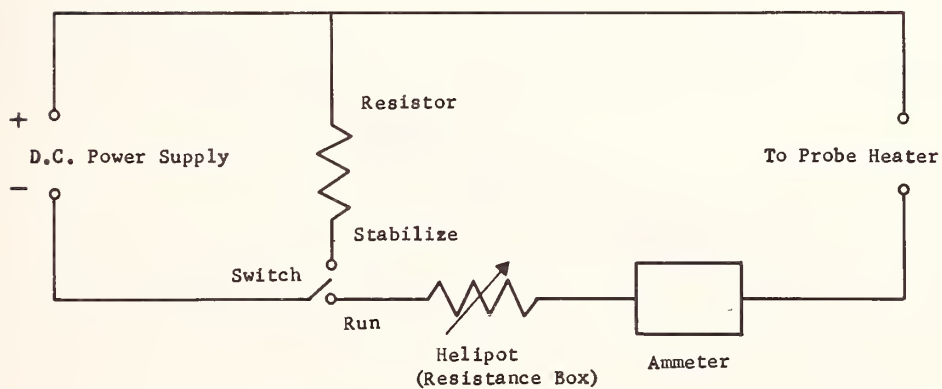 Resistor
+
D.C. Power Supply
-
To Probe Heater
Stabilize
Switch
Run
Helipot
(Resistance Box)
Ammeter